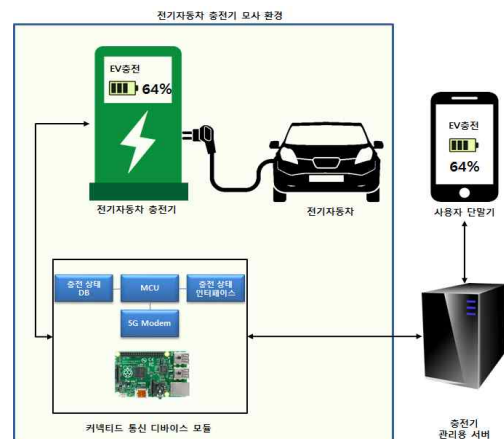 전기자동차 충전기 모사 환경
EV충전
64%
전기자동차 충전기
전기자동차
EV충전
64%
사용자 단말기
충전 상태
DB
MCU
충전 상태
인터페이스
SG Modem
커넥티드 통신 디바이스 모듈
충전기
관리용 서버